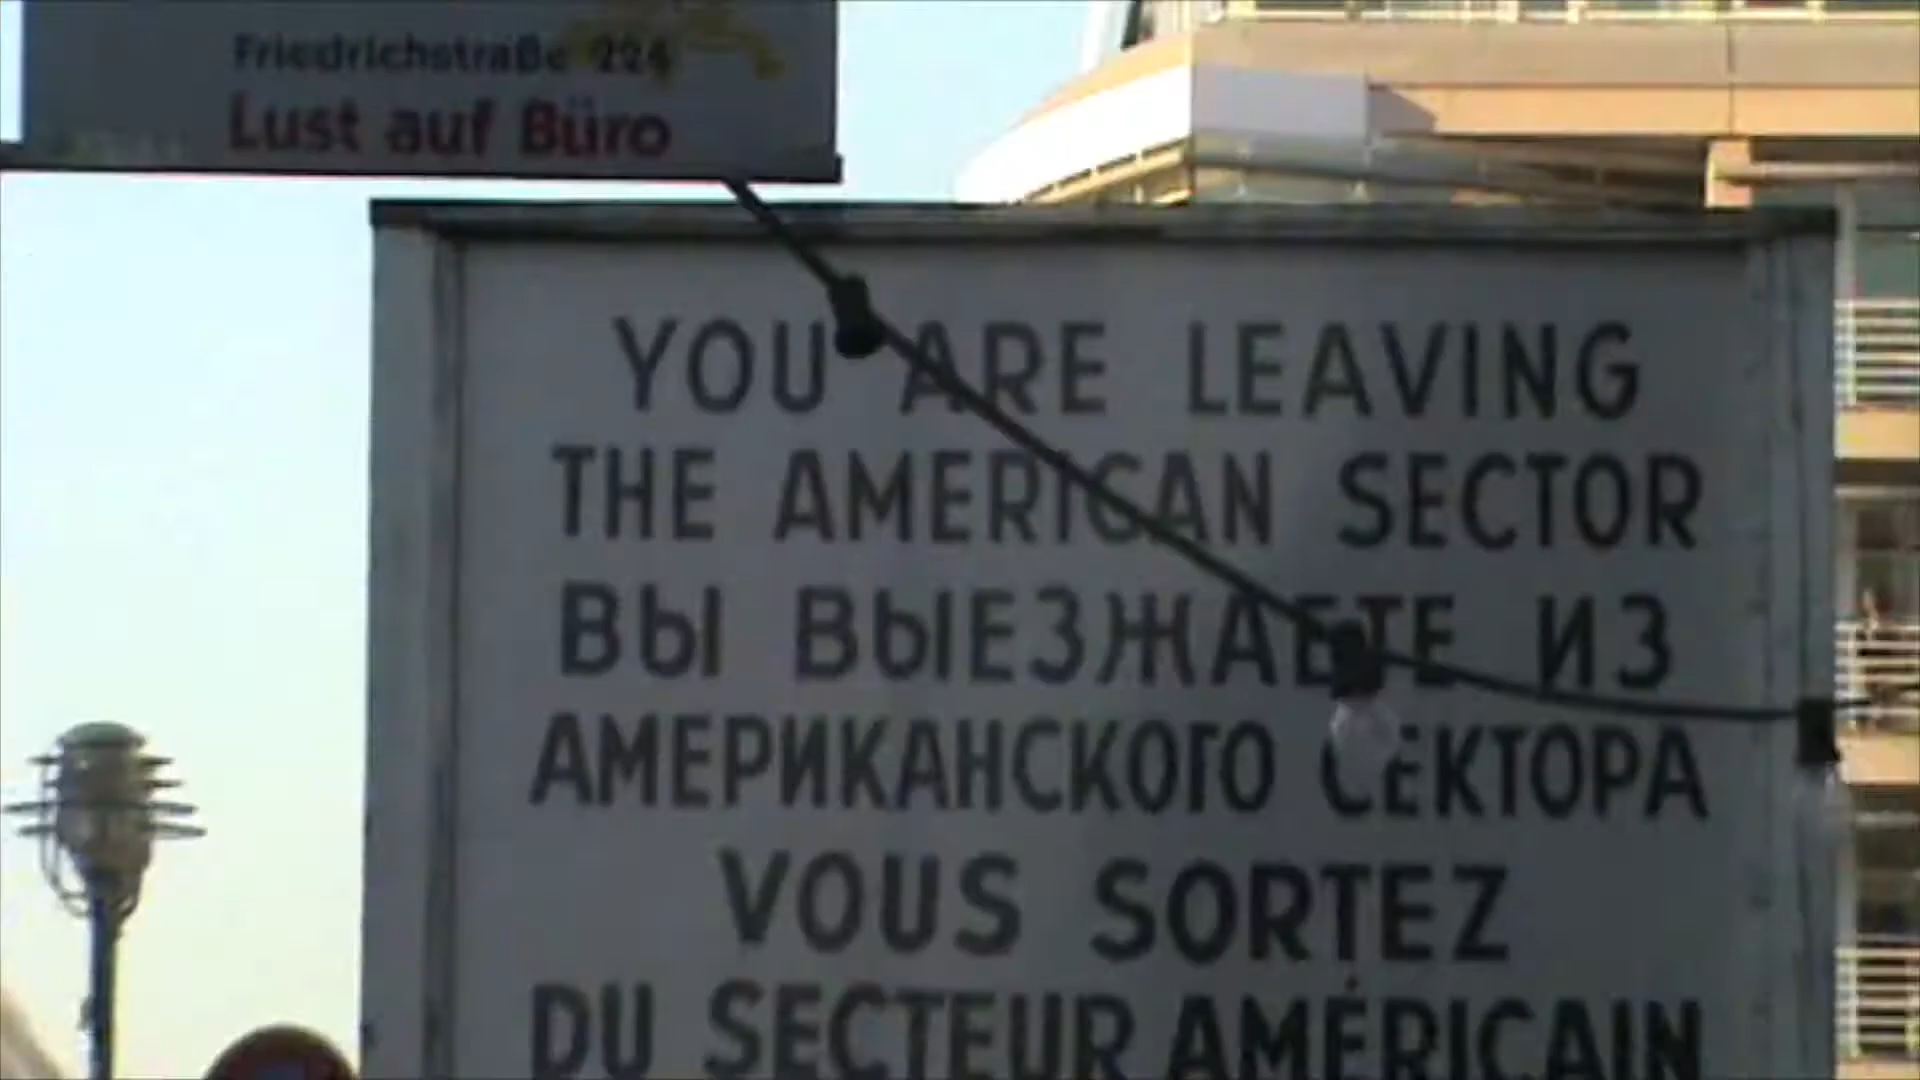 Friedrichstraße 224
Lust auf Büro
YOU ARE LEAVING
THE AMERICAN SECTOR
ВЫ ВЫЕЗЖАЕТЕ ИЗ
АМЕРИКАНСКОГО СЕКТОРА
VOUS SORTEZ
DU SECTEUR AMÉRICAIN